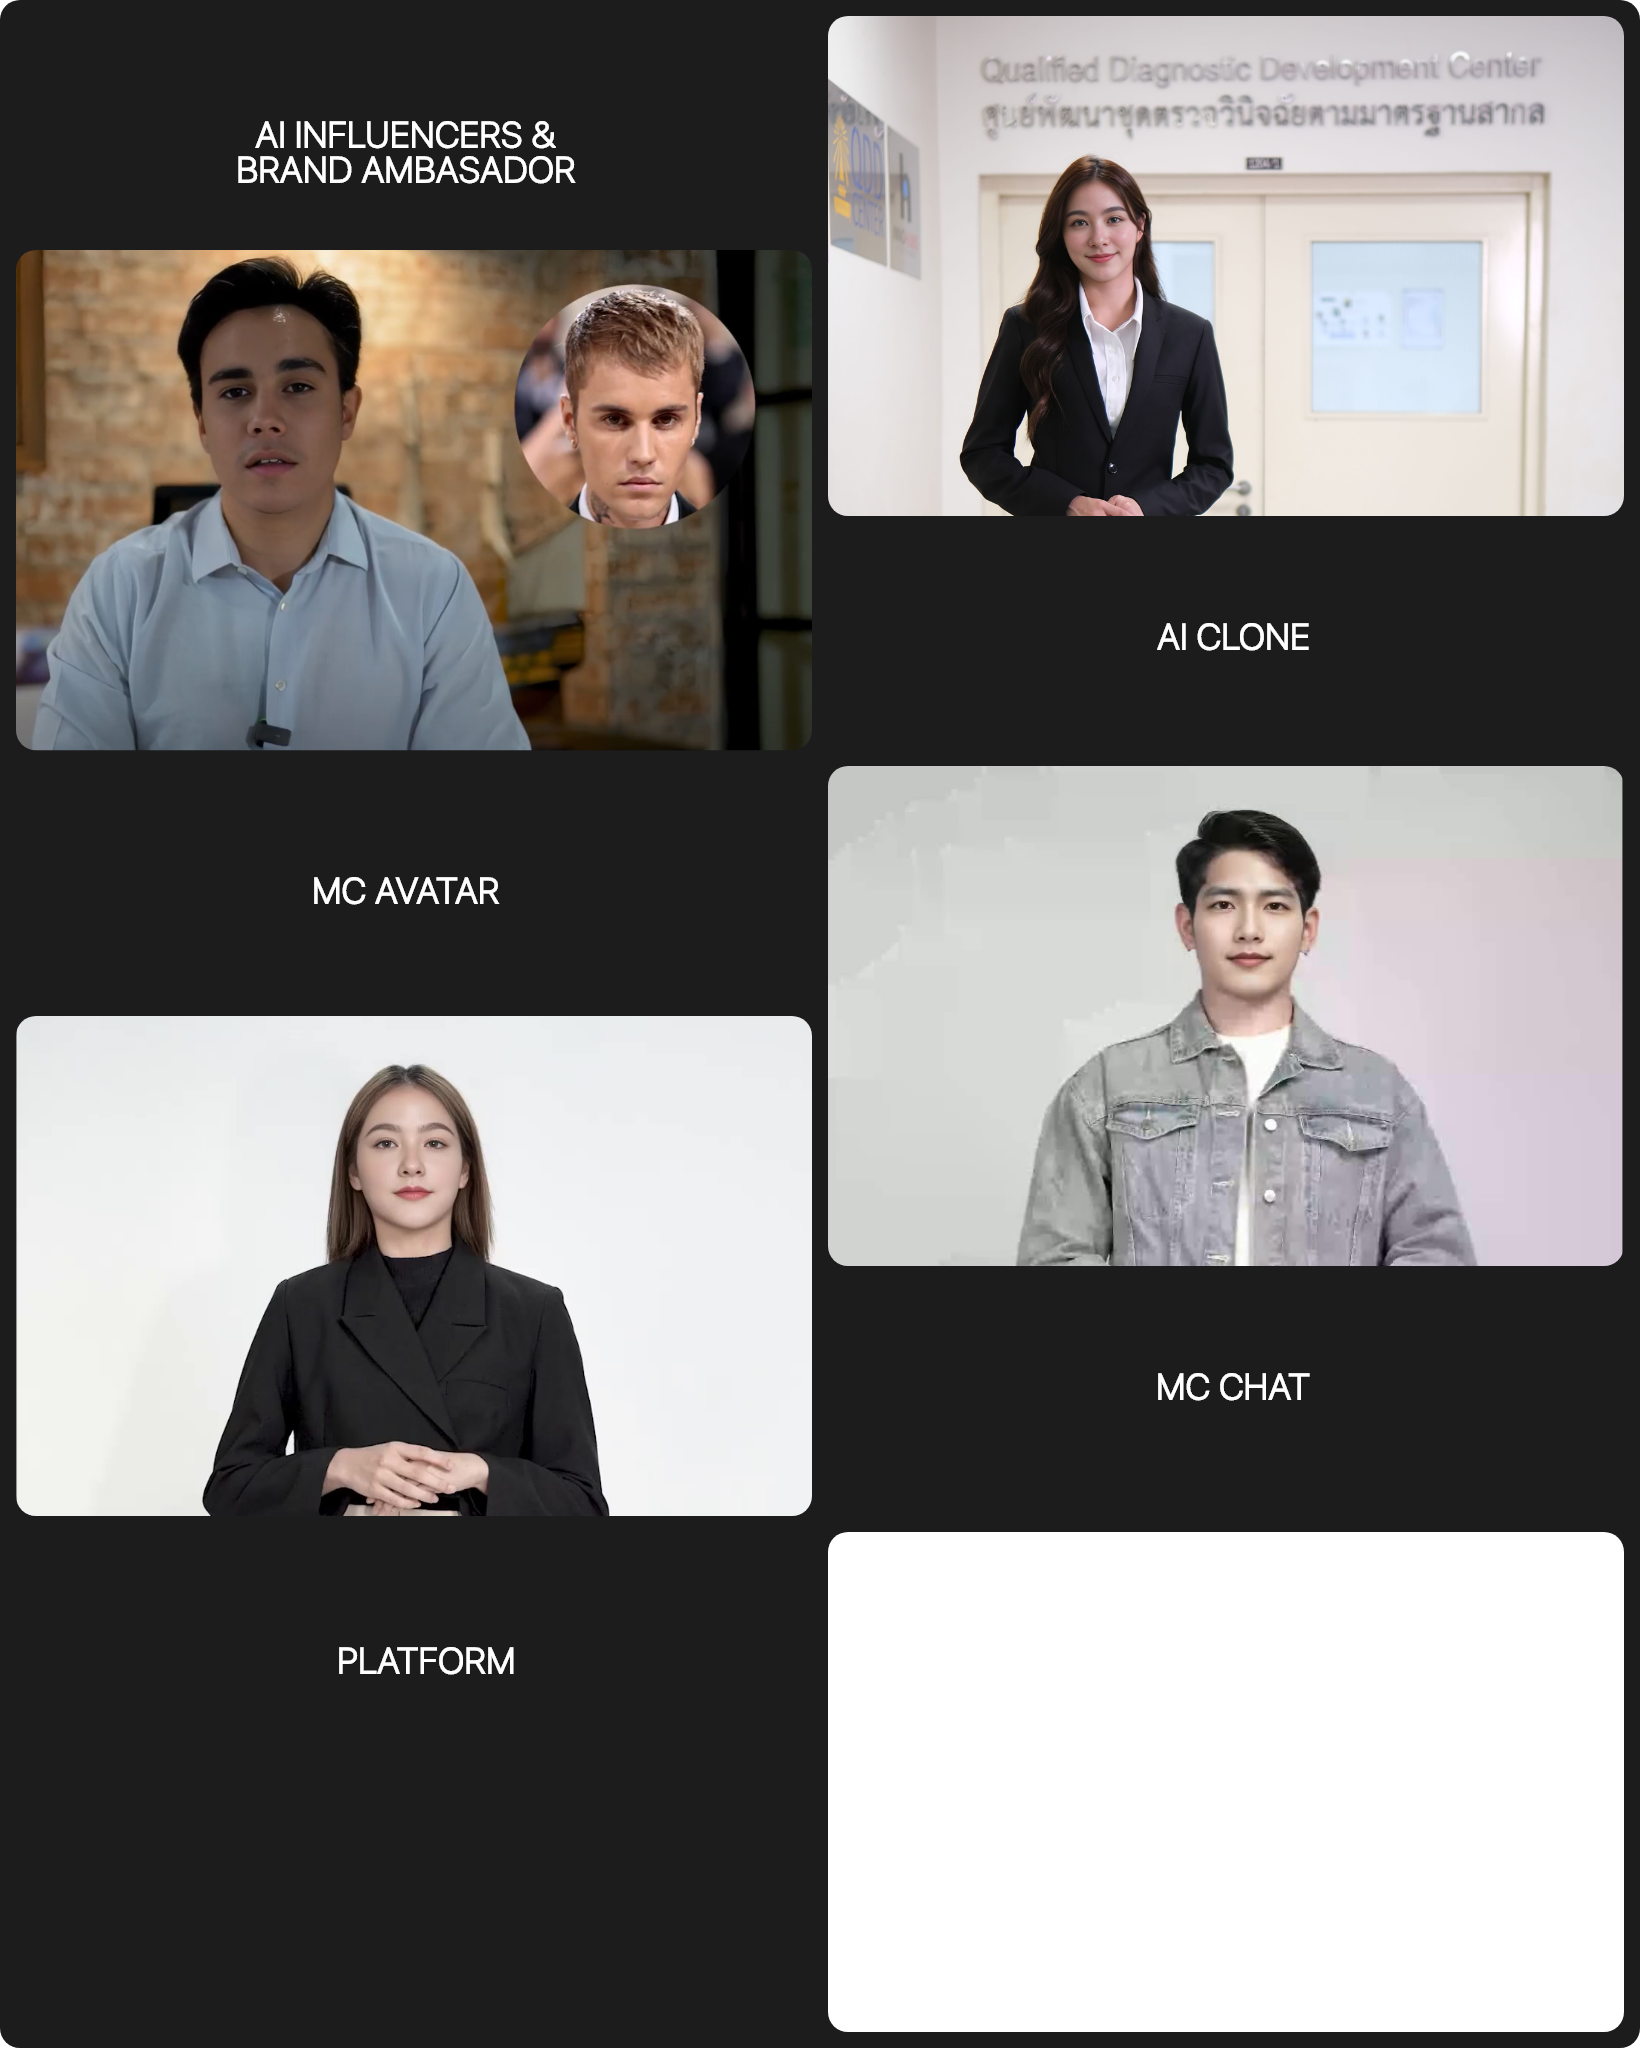 AI INFLUENCERS &
BRAND AMBASADOR
Qualified Diagnostic Development Center
ศูนย์พัฒนาชุดตรวจวินิจฉัยตามมาตรฐานสากล
QDD
CENTER
AI CLONE
MC AVATAR
MC CHAT
PLATFORM